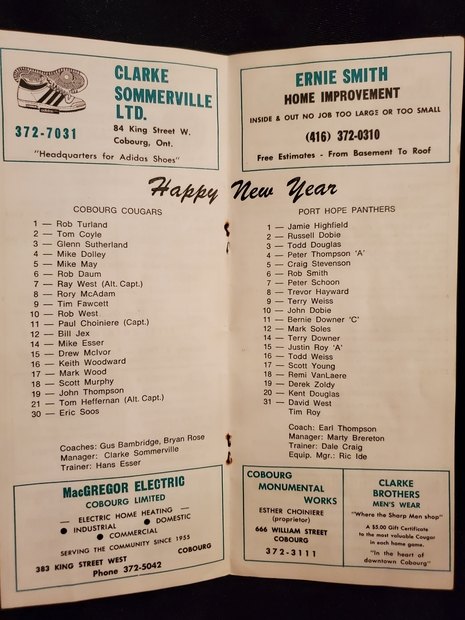 CLARKE
SOMMERVILLE
LTD.
372-7031
84 King Street W.
Cobourg, Ont.
"Headquarters for Adidas Shoes"
ERNIE SMITH
HOME IMPROVEMENT
INSIDE & OUT NO JOB TOO LARGE OR TOO SMALL
(416) 372-0310
Free Estimates - From Basement To Roof
Happy New Year
COBOURG COUGARS
1 — Rob Turland
2 — Tom Coyle
3 — Glenn Sutherland
4 — Mike Dolley
5 — Mike May
6 — Rob Daum
7 — Ray West (Alt. Capt.)
8 — Rory McAdam
9 — Tim Fawcett
10 — Rob West
11 — Paul Choiniere (Capt.)
12 — Bill Jex
14 — Mike Esser
15 — Drew McIvor
16 — Keith Woodward
17 — Mark Wood
18 — Scott Murphy
19 — John Thompson
21 — Tom Heffernan (Alt. Capt.)
30 — Eric Soos
Coaches: Gus Bambridge, Bryan Rose
Manager: Clarke Sommerville
Trainer: Hans Esser
PORT HOPE PANTHERS
1 — Jamie Highfield
2 — Russell Dobie
3 — Todd Douglas
4 — Peter Thompson 'A'
5 — Craig Stevenson
6 — Rob Smith
7 — Peter Schoon
8 — Trevor Hayward
9 — Terry Weiss
10 — John Dobie
11 — Bernie Downer 'C'
12 — Mark Soles
14 — Terry Downer
15 — Justin Roy 'A'
16 — Todd Weiss
17 — Scott Young
18 — Remi VanLaere
19 — Derek Zoldy
20 — Kent Douglas
31 — David West
Tim Roy
Coach: Earl Thompson
Manager: Marty Brereton
Trainer: Dale Craig
Equip. Mgr.: Ric Ide
MacGREGOR ELECTRIC
COBOURG LIMITED
— ELECTRIC HOME HEATING —
● INDUSTRIAL ● DOMESTIC
● COMMERCIAL
SERVING THE COMMUNITY SINCE 1955
383 KING STREET WEST COBOURG
Phone 372-5042
COBOURG
MONUMENTAL
WORKS
ESTHER CHOINIERE
(proprietor)
666 WILLIAM STREET
COBOURG
372-3111
CLARKE
BROTHERS
MEN'S WEAR
"Where the Sharp Men shop"
A $5.00 Gift Certificate
to the most valuable Cougar
in each home game.
"In the heart of
downtown Cobourg"